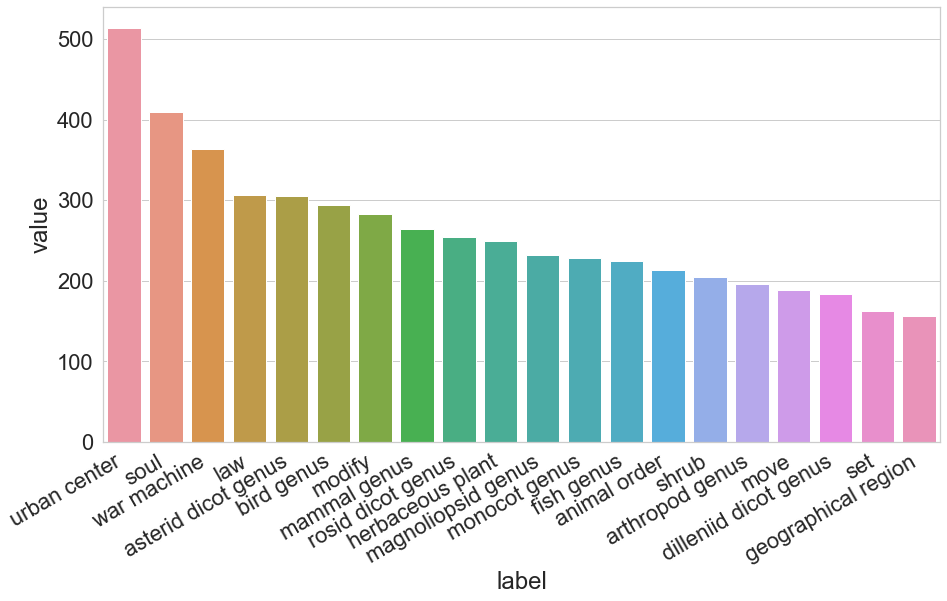 500
400
300
200
100
0
value
urban center
soul
war machine
law
asterid dicot genus
bird genus
modify
mammal genus
rosid dicot genus
herbaceous plant
magnoliopsid genus
monocot genus
fish genus
animal order
shrub
arthropod genus
move
dilleniid dicot genus
set
geographical region
label